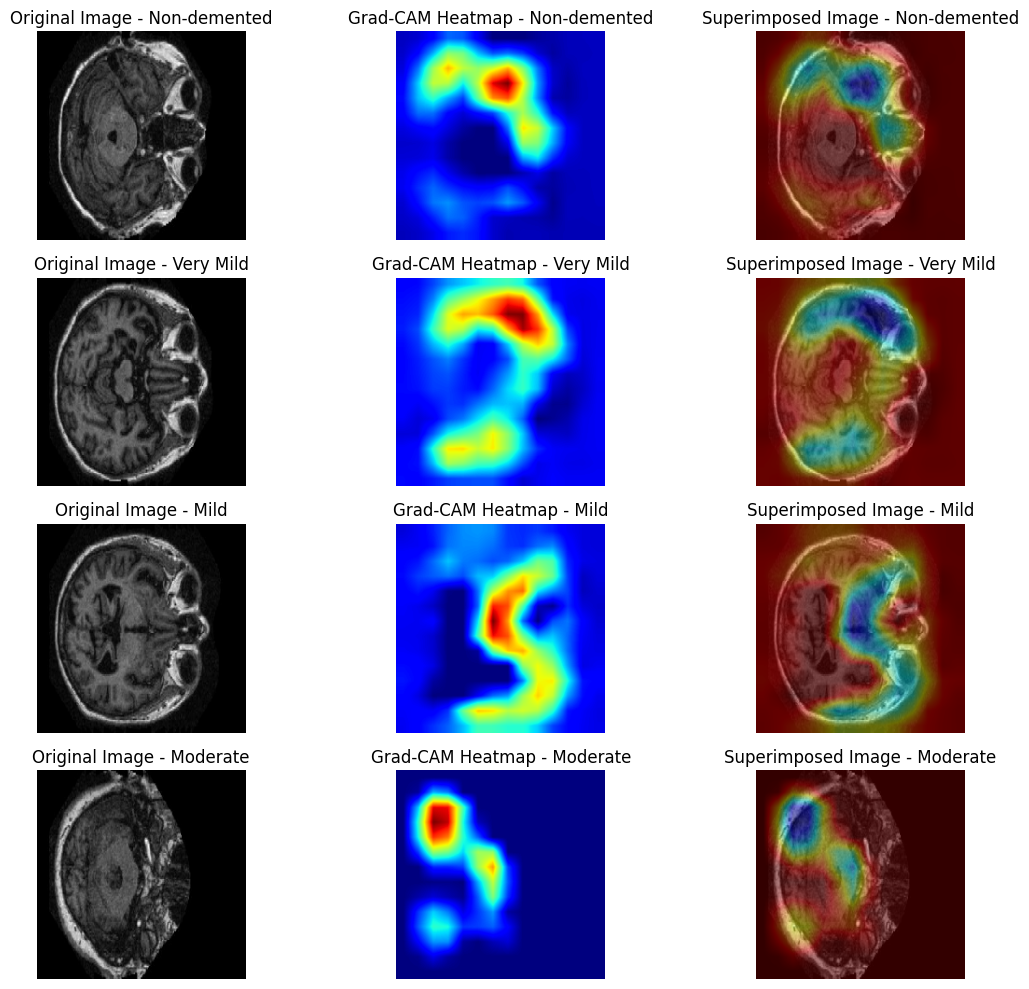 Original Image - Non-demented
Grad-CAM Heatmap - Non-demented
Superimposed Image - Non-demented
Original Image - Very Mild
Grad-CAM Heatmap - Very Mild
Superimposed Image - Very Mild
Original Image - Mild
Grad-CAM Heatmap - Mild
Superimposed Image - Mild
Original Image - Moderate
Grad-CAM Heatmap - Moderate
Superimposed Image - Moderate